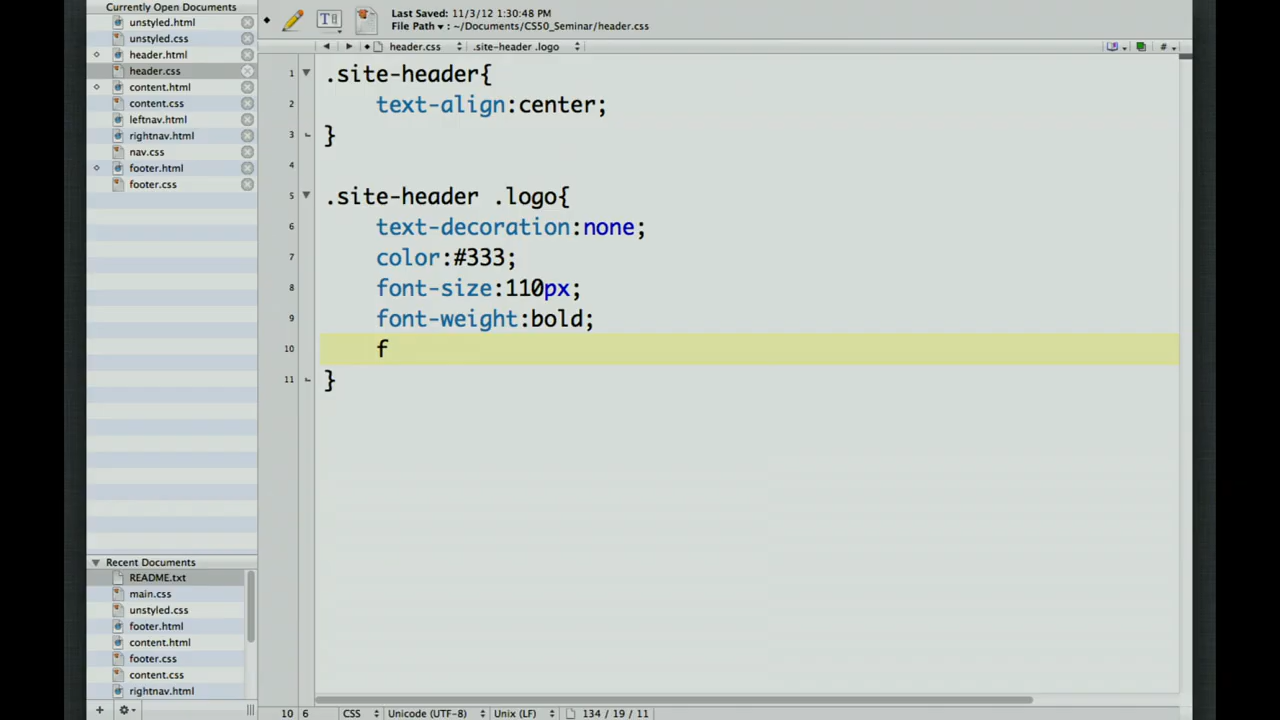 Currently Open Documents
unstyled.html
unstyled.css
header.html
header.css
content.html
content.css
leftnav.html
rightnav.html
nav.css
footer.html
footer.css
Recent Documents
README.txt
main.css
unstyled.css
footer.html
content.html
footer.css
content.css
rightnav.html
Last Saved: 11/3/12 1:30:48 PM
File Path ▾ : ~/Documents/CS50_Seminar/header.css
header.css .site-header .logo
#
1 .site-header{
2 text-align:center;
3 }
4
5 .site-header .logo{
6 text-decoration:none;
7 color:#333;
8 font-size:110px;
9 font-weight:bold;
10 f
11 }
10 6 CSS Unicode (UTF-8) Unix (LF) 134 / 19 / 11